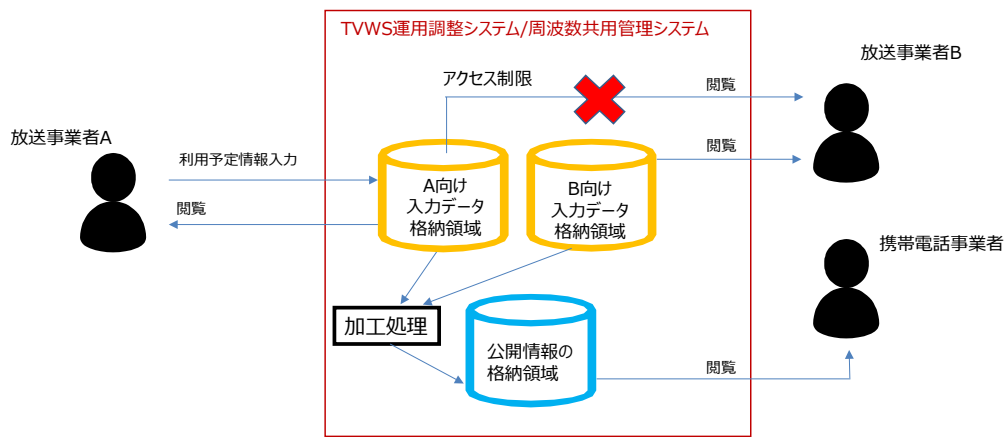 TVWS運用調整システム/周波数共用管理システム
放送事業者B
アクセス制限
閲覧
放送事業者A
利用予定情報入力
閲覧
閲覧
A向け
入力データ
格納領域
B向け
入力データ
格納領域
携帯電話事業者
加工処理
公開情報の
格納領域
閲覧